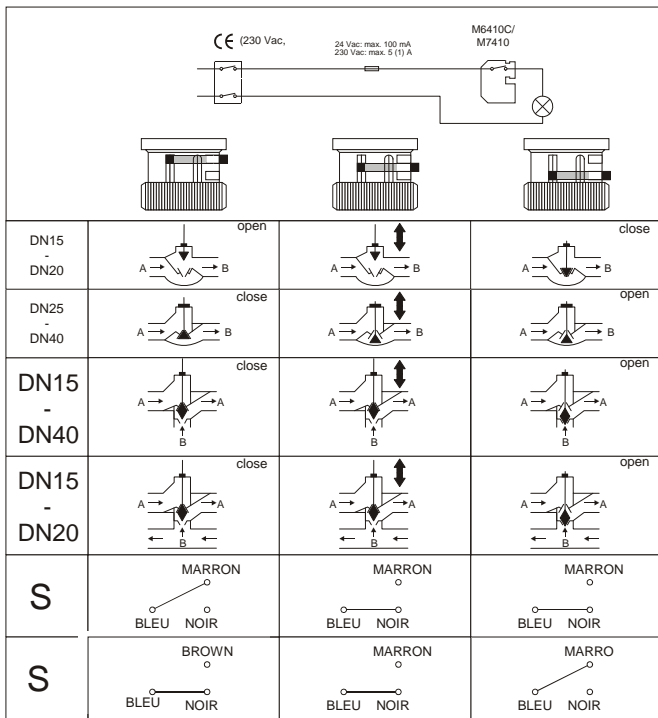 CE (230 Vac,
24 Vac: max. 100 mA
230 Vac: max. 5 (1) A
M6410C/
M7410
DN15
-
DN20
open
close
A B
A B
A B
DN25
-
DN40
close
open
A B
A B
A B
DN15
-
DN40
close
open
A A
B
A A
B
A A
B
DN15
-
DN20
close
open
A A
B
A A
B
A A
B
S
MARRON
MARRON
MARRON
BLEU NOIR
BLEU NOIR
BLEU NOIR
S
BROWN
MARRON
MARRO
BLEU NOIR
BLEU NOIR
BLEU NOIR